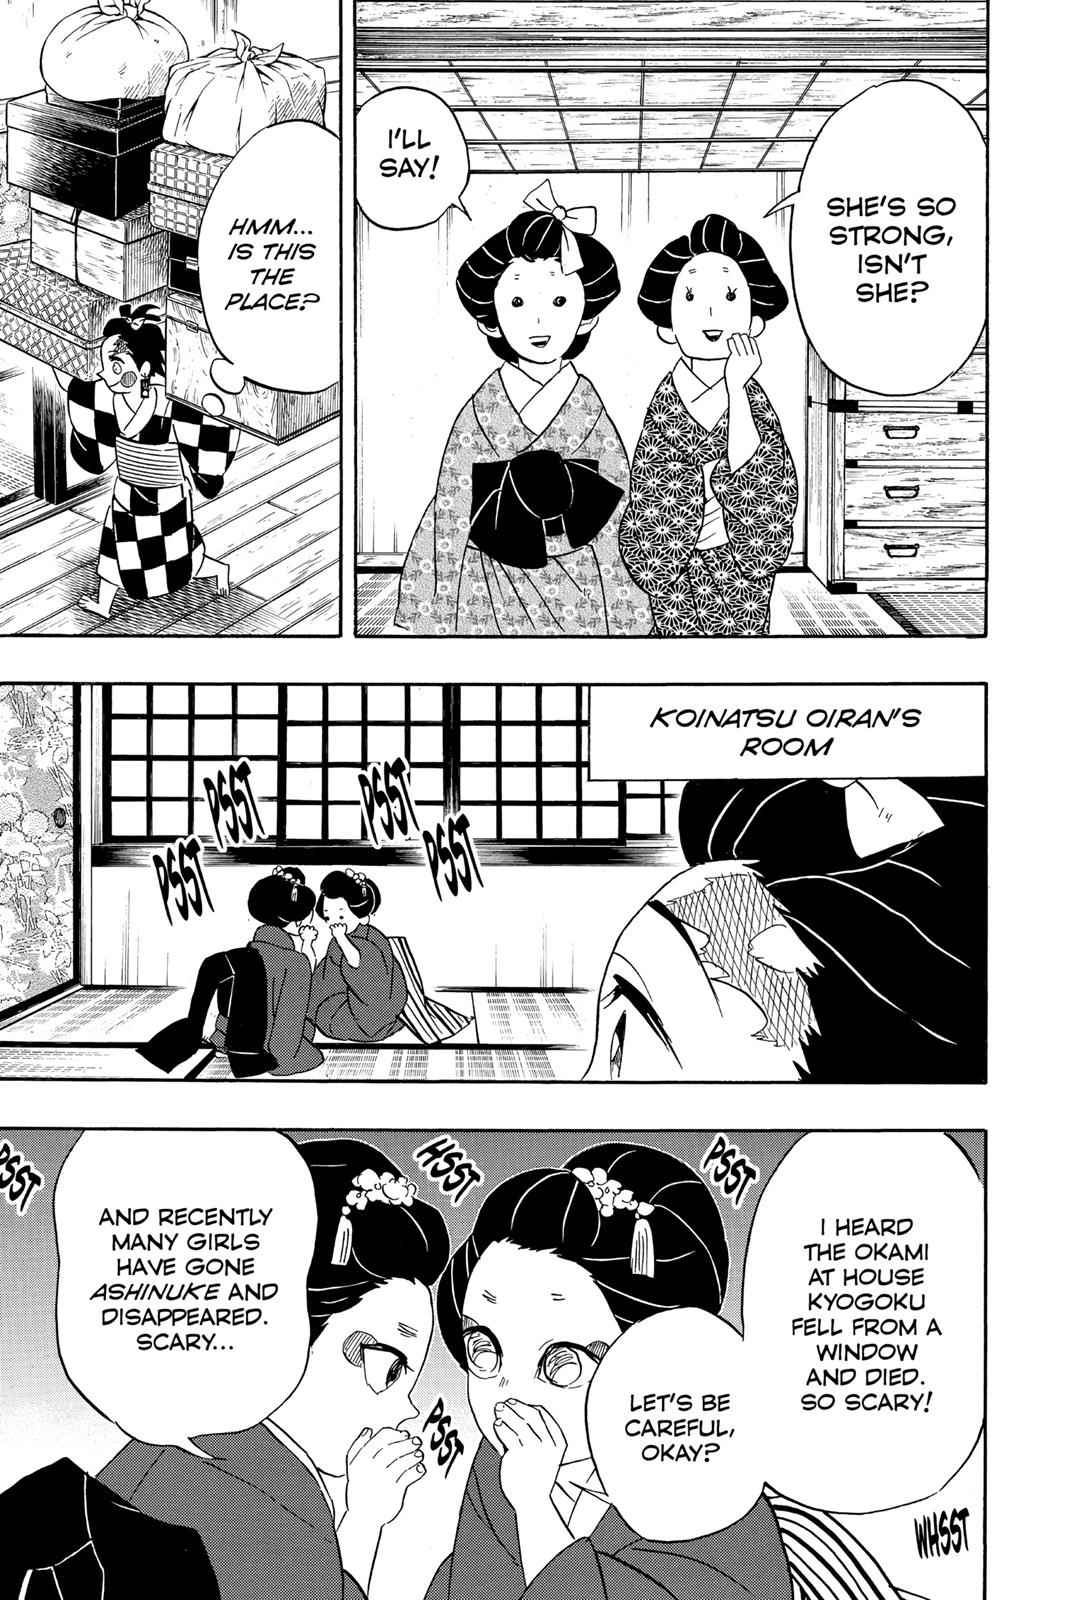 SHE'S SO
STRONG,
ISN'T
SHE?
I'LL
SAY!
HMM...
IS THIS
THE
PLACE?
KOINATSU OIRAN'S
ROOM
PSST
PSST
PSST
PSST
I HEARD
THE OKAMI
AT HOUSE
KYOGOKU
FELL FROM A
WINDOW
AND DIED.
SO SCARY!
LET'S BE
CAREFUL,
OKAY?
AND RECENTLY
MANY GIRLS
HAVE GONE
ASHINUKE AND
DISAPPEARED.
SCARY...
PSST
HSST
PSST
PSST
WHSST